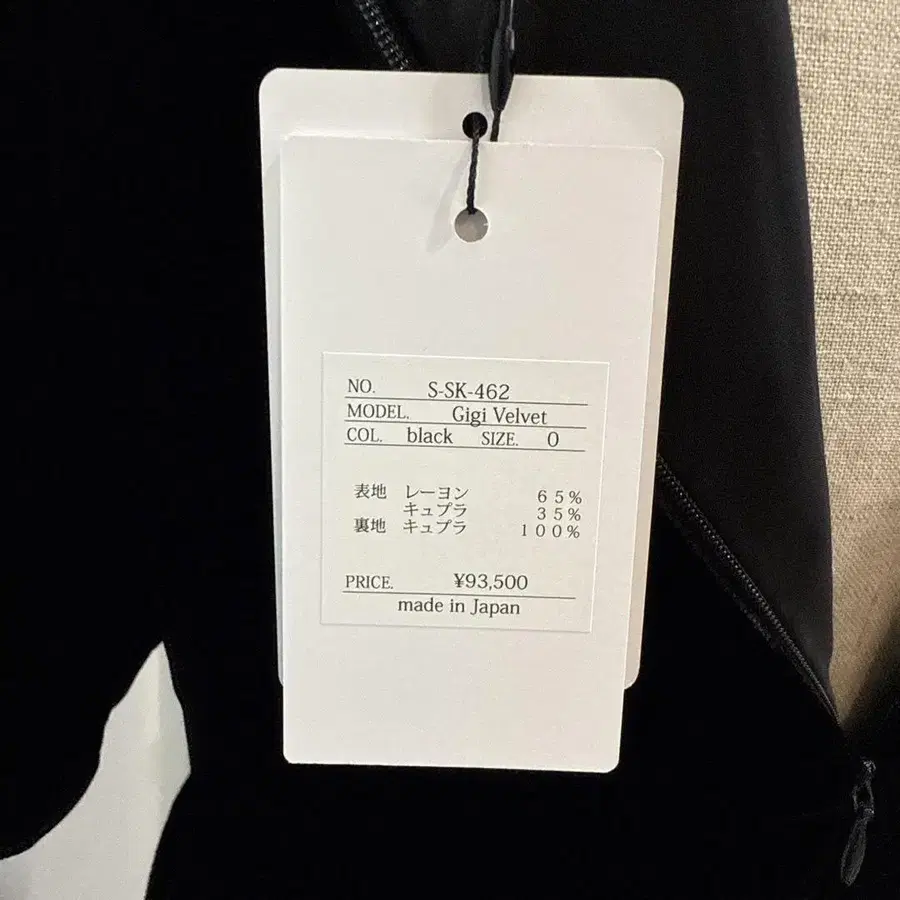 NO. S-SK-462
MODEL. Gigi Velvet
COL. black SIZE. 0
表地 レーヨン 65%
キュプラ 35%
裏地 キュプラ 100%
PRICE. ¥93,500
made in Japan